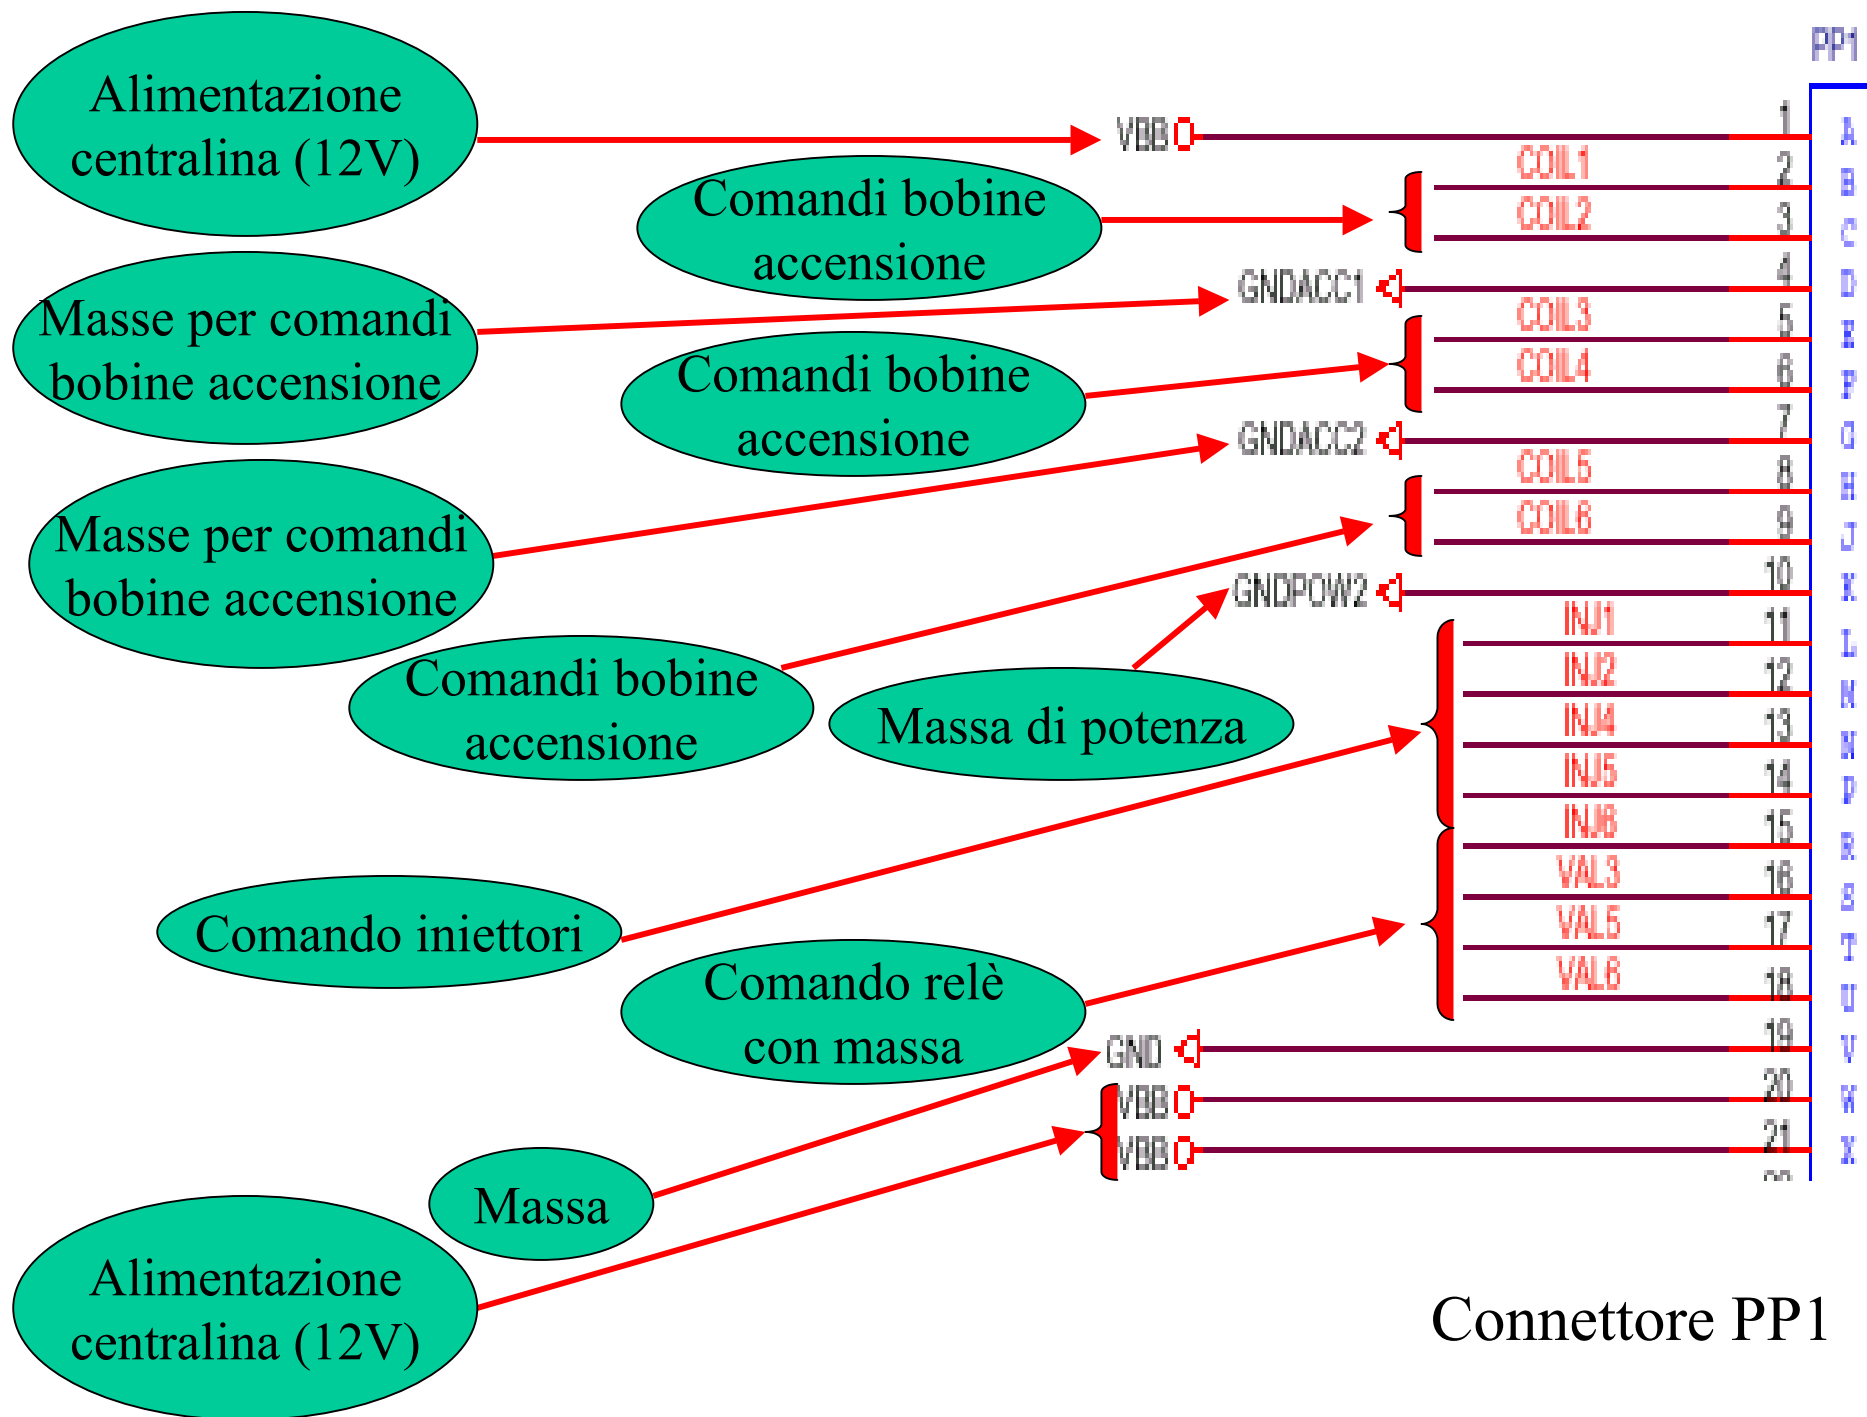 PP1
Alimentazione
centralina (12V)
VBB
1
A
Comandi bobine
accensione
COIL1
2
B
COIL2
3
C
Masse per comandi
bobine accensione
GNDACC1
4
D
Comandi bobine
accensione
COIL3
5
E
COIL4
6
F
Masse per comandi
bobine accensione
GNDACC2
7
G
Comandi bobine
accensione
COIL5
8
H
COIL6
9
J
Massa di potenza
GNDPOW2
10
K
Comando iniettori
INJ1
11
L
INJ2
12
M
INJ4
13
N
INJ5
14
P
INJ6
15
R
Comando relè
con massa
VAL3
16
S
VAL5
17
T
VAL6
18
U
Massa
GND
19
V
Alimentazione
centralina (12V)
VBB
20
W
VBB
21
X
Connettore PP1